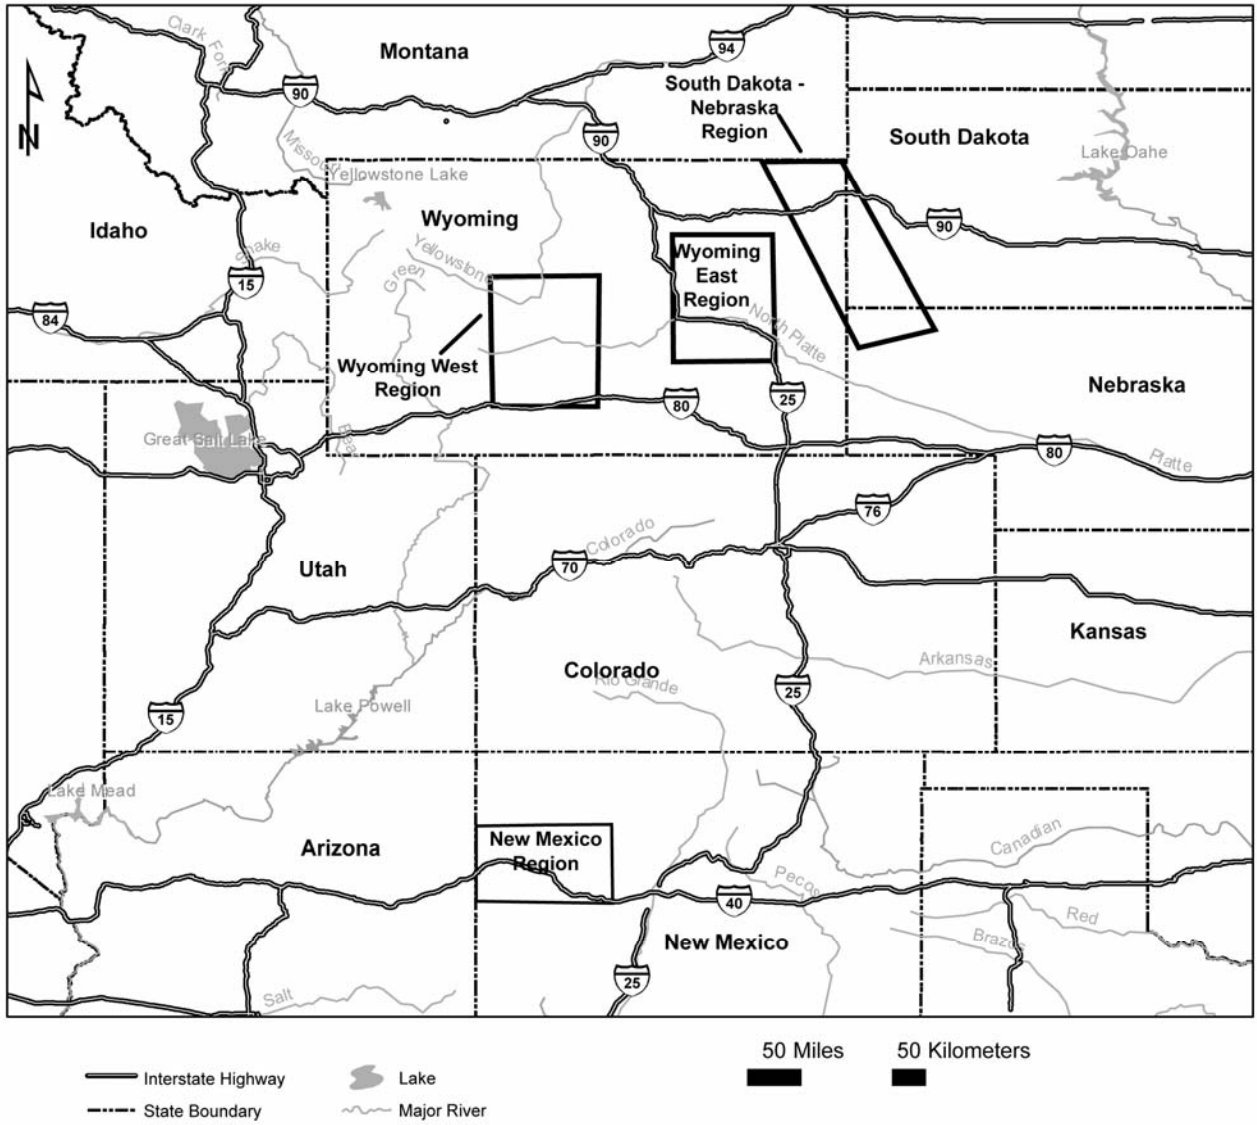 Clark Fork
Montana
94
South Dakota -
Nebraska
Region
90
90
South Dakota
Lake Oahe
Missouri
Yellowstone Lake
Wyoming
Idaho
90
Snake
Yellowstone
Green
Wyoming
East
Region
15
84
North Platte
Wyoming West
Region
Nebraska
80
25
Great Salt Lake
Bear
80
Platte
76
Colorado
70
Utah
Kansas
Arkansas
Colorado
Rio Grande
25
Lake Powell
15
Lake Mead
New Mexico
Region
Arizona
Canadian
Pecos
40
Red
Brazos
New Mexico
25
Salt
N
50 Miles
50 Kilometers
Interstate Highway
Lake
State Boundary
Major River